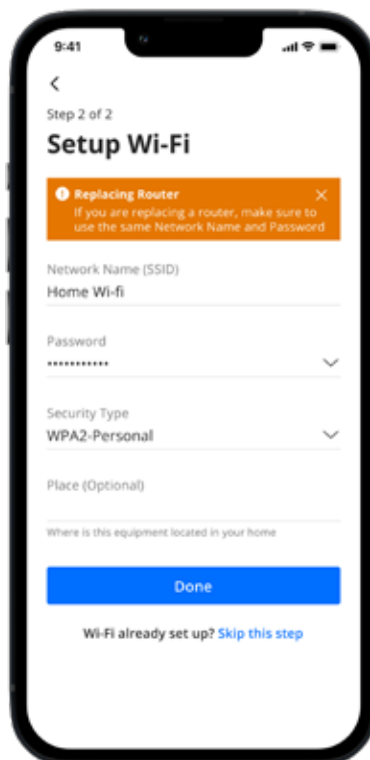 9:41
Step 2 of 2
Setup Wi-Fi
Replacing Router
If you are replacing a router, make sure to
use the same Network Name and Password
Network Name (SSID)
Home Wi-fi
Password
•••••••••••
Security Type
WPA2-Personal
Place (Optional)
Where is this equipment located in your home
Done
Wi-Fi already set up? Skip this step